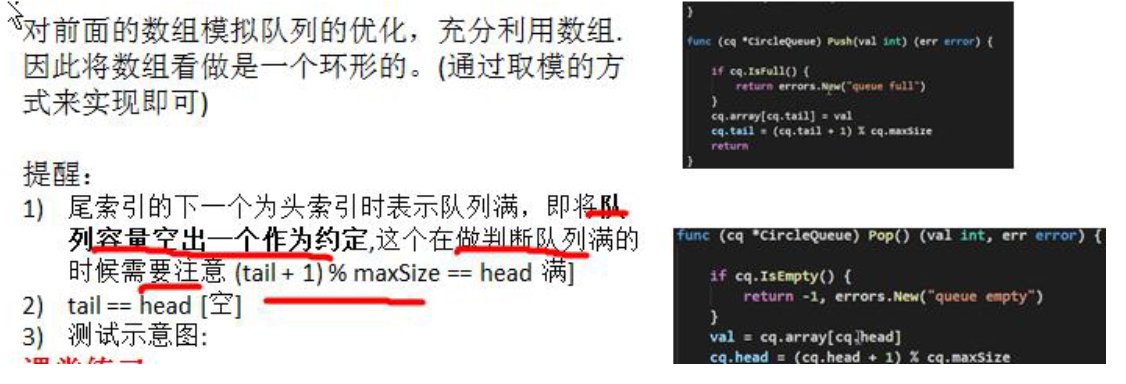 对前面的数组模拟队列的优化，充分利用数组.
因此将数组看做是一个环形的。(通过取模的方
式来实现即可)
提醒：
1) 尾索引的下一个为头索引时表示队列满，即将队
列容量空出一个作为约定,这个在做判断队列满的
时候需要注意 (tail + 1) % maxSize == head 满]
2) tail == head [空]
3) 测试示意图:
}
func (cq *CircleQueue) Push(val int) (err error) {
if cq.IsFull() {
return errors.New("queue full")
}
cq.array[cq.tail] = val
cq.tail = (cq.tail + 1) % cq.maxSize
return
}
func (cq *CircleQueue) Pop() (val int, err error) {
if cq.IsEmpty() {
return -1, errors.New("queue empty")
}
val = cq.array[cq.head]
cq.head = (cq.head + 1) % cq.maxSize